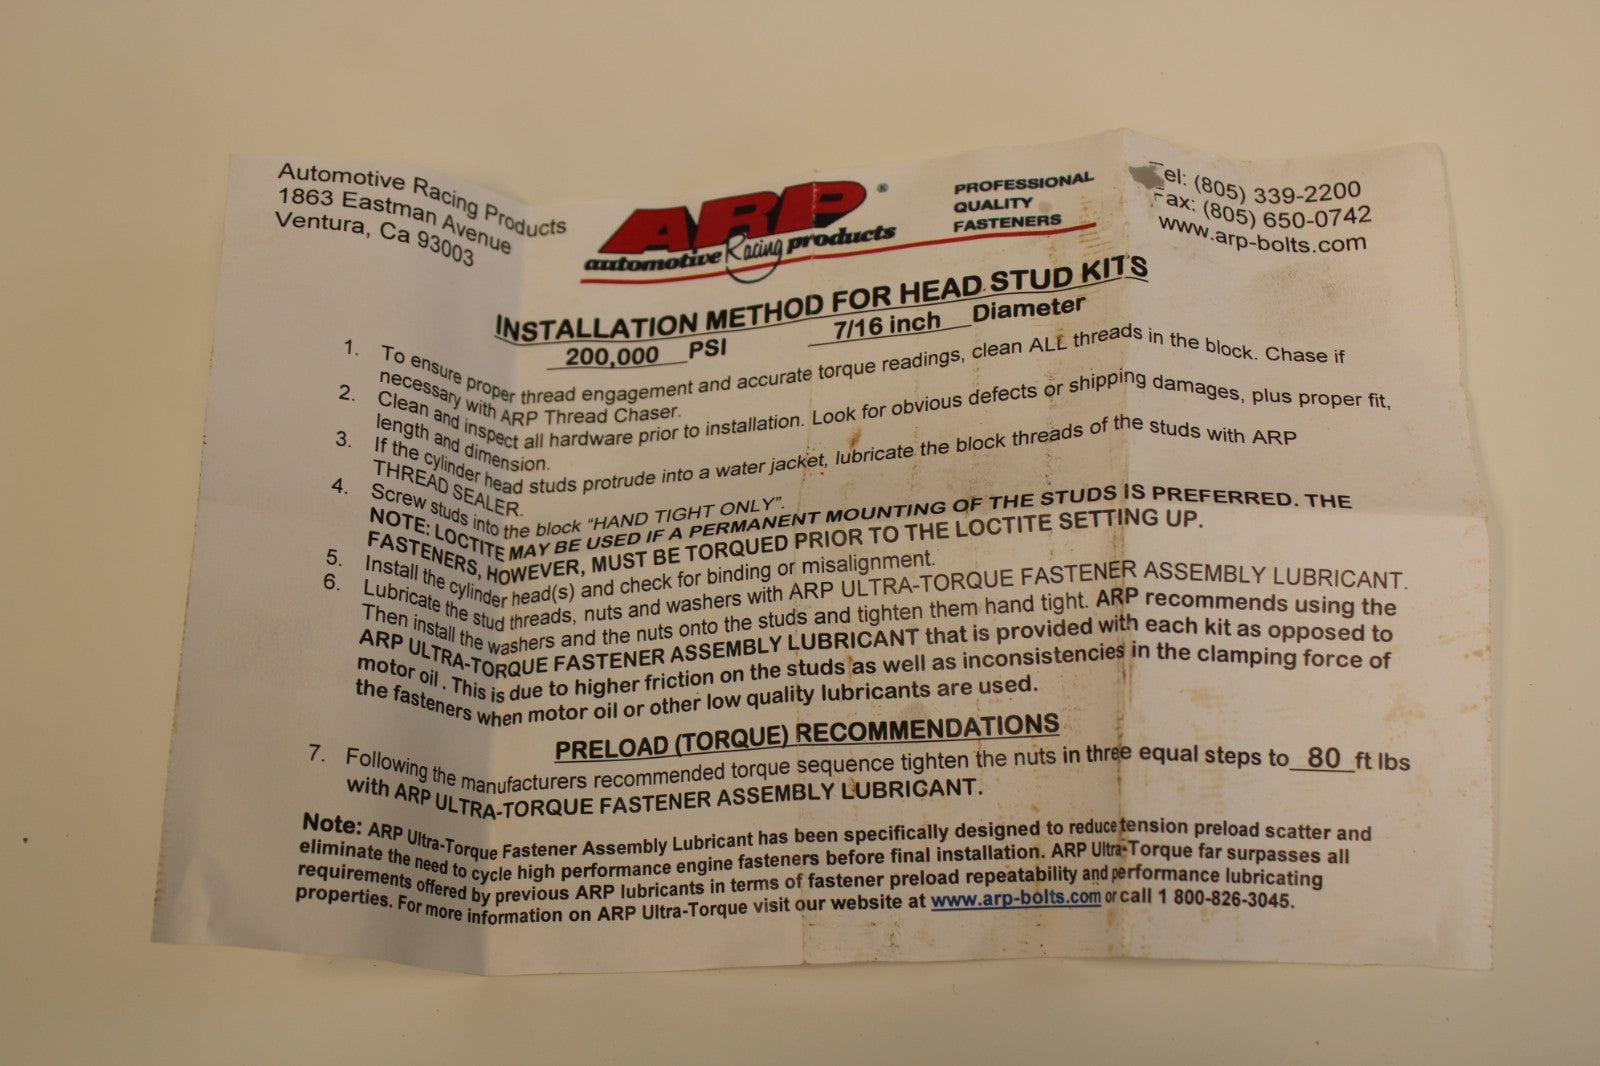 Automotive Racing Products
1863 Eastman Avenue
Ventura, Ca 93003
ARP®
automotive Racing products
PROFESSIONAL
QUALITY
FASTENERS
Tel: (805) 339-2200
Fax: (805) 650-0742
www.arp-bolts.com
INSTALLATION METHOD FOR HEAD STUD KITS
200,000 PSI 7/16 inch Diameter
1. To ensure proper thread engagement and accurate torque readings, clean ALL threads in the block. Chase if
necessary with ARP Thread Chaser.
2. Clean and inspect all hardware prior to installation. Look for obvious defects or shipping damages, plus proper fit,
length and dimension.
3. If the cylinder head studs protrude into a water jacket, lubricate the block threads of the studs with ARP
THREAD SEALER.
4. Screw studs into the block “HAND TIGHT ONLY”.
NOTE: LOCTITE MAY BE USED IF A PERMANENT MOUNTING OF THE STUDS IS PREFERRED. THE
FASTENERS, HOWEVER, MUST BE TORQUED PRIOR TO THE LOCTITE SETTING UP.
5. Install the cylinder head(s) and check for binding or misalignment.
6. Lubricate the stud threads, nuts and washers with ARP ULTRA-TORQUE FASTENER ASSEMBLY LUBRICANT.
Then install the washers and the nuts onto the studs and tighten them hand tight. ARP recommends using the
ARP ULTRA-TORQUE FASTENER ASSEMBLY LUBRICANT that is provided with each kit as opposed to
motor oil . This is due to higher friction on the studs as well as inconsistencies in the clamping force of
the fasteners when motor oil or other low quality lubricants are used.
PRELOAD (TORQUE) RECOMMENDATIONS
7. Following the manufacturers recommended torque sequence tighten the nuts in three equal steps to 80 ft lbs
with ARP ULTRA-TORQUE FASTENER ASSEMBLY LUBRICANT.
Note: ARP Ultra-Torque Fastener Assembly Lubricant has been specifically designed to reduce tension preload scatter and
eliminate the need to cycle high performance engine fasteners before final installation. ARP Ultra-Torque far surpasses all
requirements offered by previous ARP lubricants in terms of fastener preload repeatability and performance lubricating
properties. For more information on ARP Ultra-Torque visit our website at www.arp-bolts.com or call 1 800-826-3045.